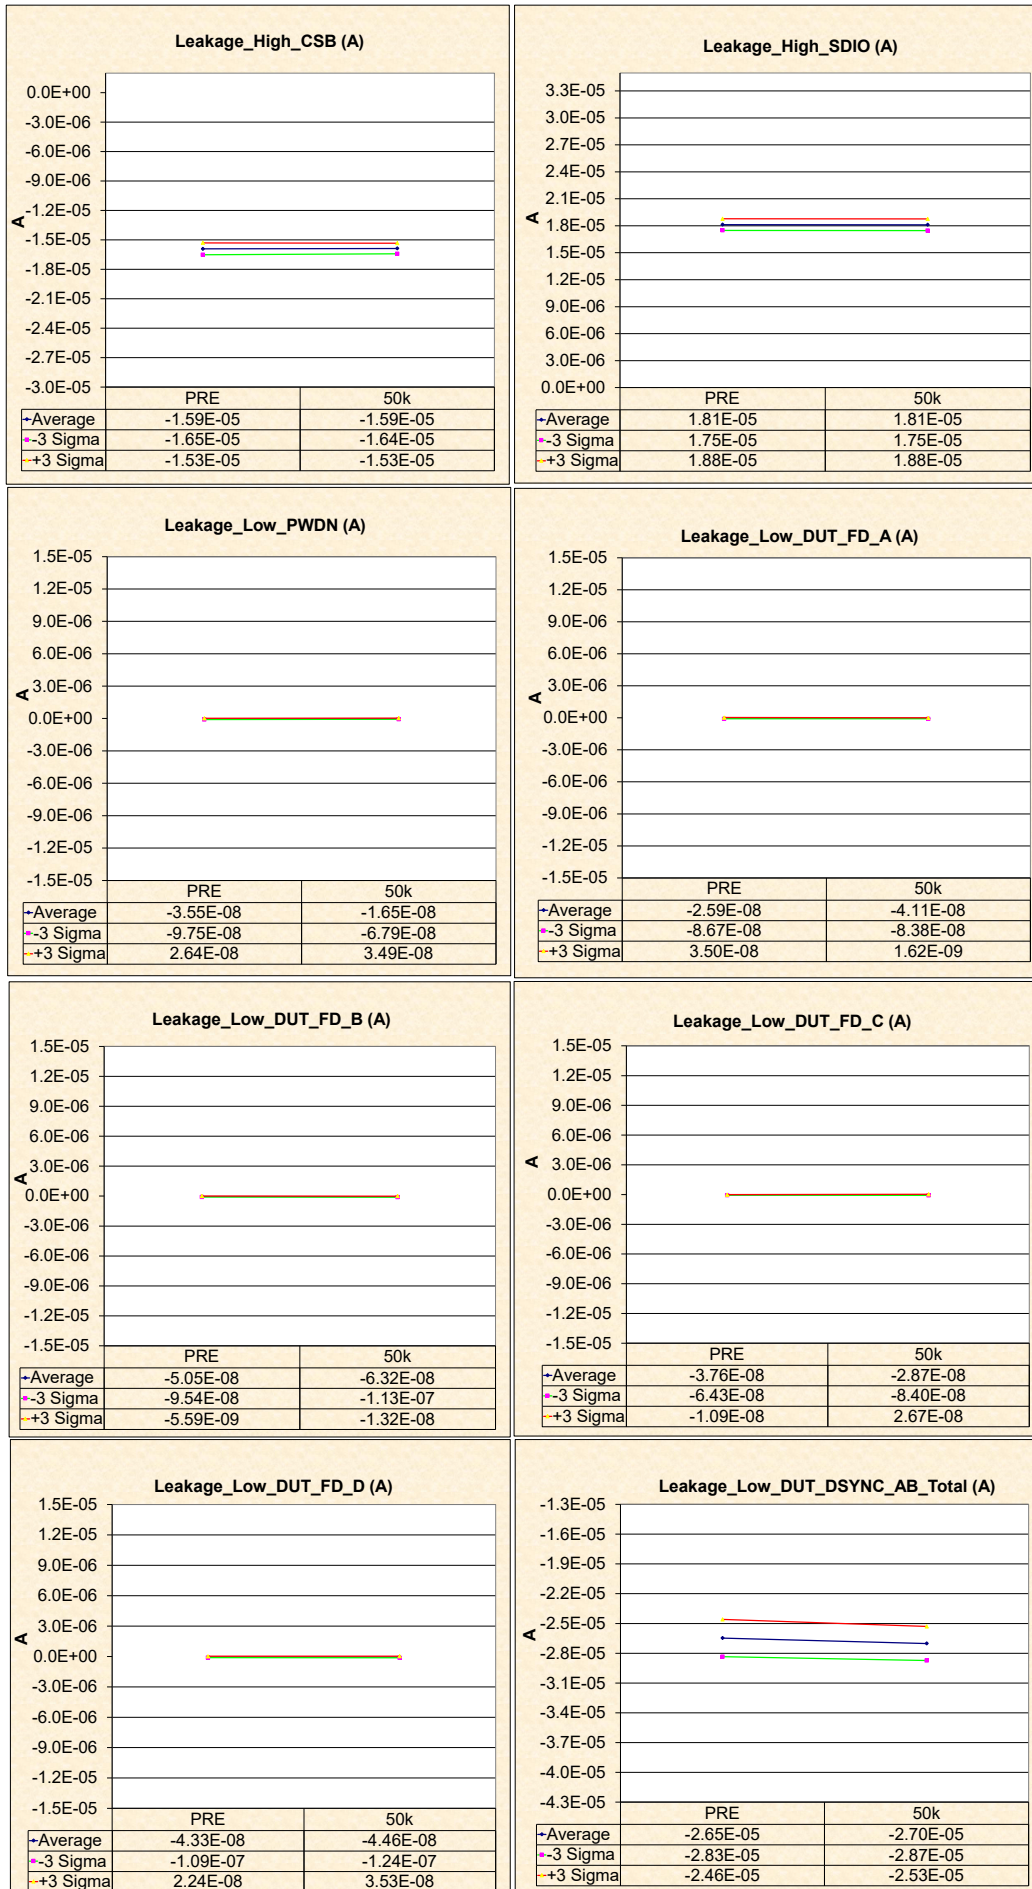 Leakage_High_CSB (A)
0.0E+00
-3.0E-06
-6.0E-06
-9.0E-06
-1.2E-05
-1.5E-05
-1.8E-05
-2.1E-05
-2.4E-05
-2.7E-05
-3.0E-05
A
PRE 50k
Average -1.59E-05 -1.59E-05
-3 Sigma -1.65E-05 -1.64E-05
+3 Sigma -1.53E-05 -1.53E-05
Leakage_High_SDIO (A)
3.3E-05
3.0E-05
2.7E-05
2.4E-05
2.1E-05
1.8E-05
1.5E-05
1.2E-05
9.0E-06
6.0E-06
3.0E-06
0.0E+00
A
PRE 50k
Average 1.81E-05 1.81E-05
-3 Sigma 1.75E-05 1.75E-05
+3 Sigma 1.88E-05 1.88E-05
Leakage_Low_PWDN (A)
1.5E-05
1.2E-05
9.0E-06
6.0E-06
3.0E-06
0.0E+00
-3.0E-06
-6.0E-06
-9.0E-06
-1.2E-05
-1.5E-05
A
PRE 50k
Average -3.55E-08 -1.65E-08
-3 Sigma -9.75E-08 -6.79E-08
+3 Sigma 2.64E-08 3.49E-08
Leakage_Low_DUT_FD_A (A)
1.5E-05
1.2E-05
9.0E-06
6.0E-06
3.0E-06
0.0E+00
-3.0E-06
-6.0E-06
-9.0E-06
-1.2E-05
-1.5E-05
A
PRE 50k
Average -2.59E-08 -4.11E-08
-3 Sigma -8.67E-08 -8.38E-08
+3 Sigma 3.50E-08 1.62E-09
Leakage_Low_DUT_FD_B (A)
1.5E-05
1.2E-05
9.0E-06
6.0E-06
3.0E-06
0.0E+00
-3.0E-06
-6.0E-06
-9.0E-06
-1.2E-05
-1.5E-05
A
PRE 50k
Average -5.05E-08 -6.32E-08
-3 Sigma -9.54E-08 -1.13E-07
+3 Sigma -5.59E-09 -1.32E-08
Leakage_Low_DUT_FD_C (A)
1.5E-05
1.2E-05
9.0E-06
6.0E-06
3.0E-06
0.0E+00
-3.0E-06
-6.0E-06
-9.0E-06
-1.2E-05
-1.5E-05
A
PRE 50k
Average -3.76E-08 -2.87E-08
-3 Sigma -6.43E-08 -8.40E-08
+3 Sigma -1.09E-08 2.67E-08
Leakage_Low_DUT_FD_D (A)
1.5E-05
1.2E-05
9.0E-06
6.0E-06
3.0E-06
0.0E+00
-3.0E-06
-6.0E-06
-9.0E-06
-1.2E-05
-1.5E-05
A
PRE 50k
Average -4.33E-08 -4.46E-08
-3 Sigma -1.09E-07 -1.24E-07
+3 Sigma 2.24E-08 3.53E-08
Leakage_Low_DUT_DSYNC_AB_Total (A)
-1.3E-05
-1.6E-05
-1.9E-05
-2.2E-05
-2.5E-05
-2.8E-05
-3.1E-05
-3.4E-05
-3.7E-05
-4.0E-05
-4.3E-05
A
PRE 50k
Average -2.65E-05 -2.70E-05
-3 Sigma -2.83E-05 -2.87E-05
+3 Sigma -2.46E-05 -2.53E-05